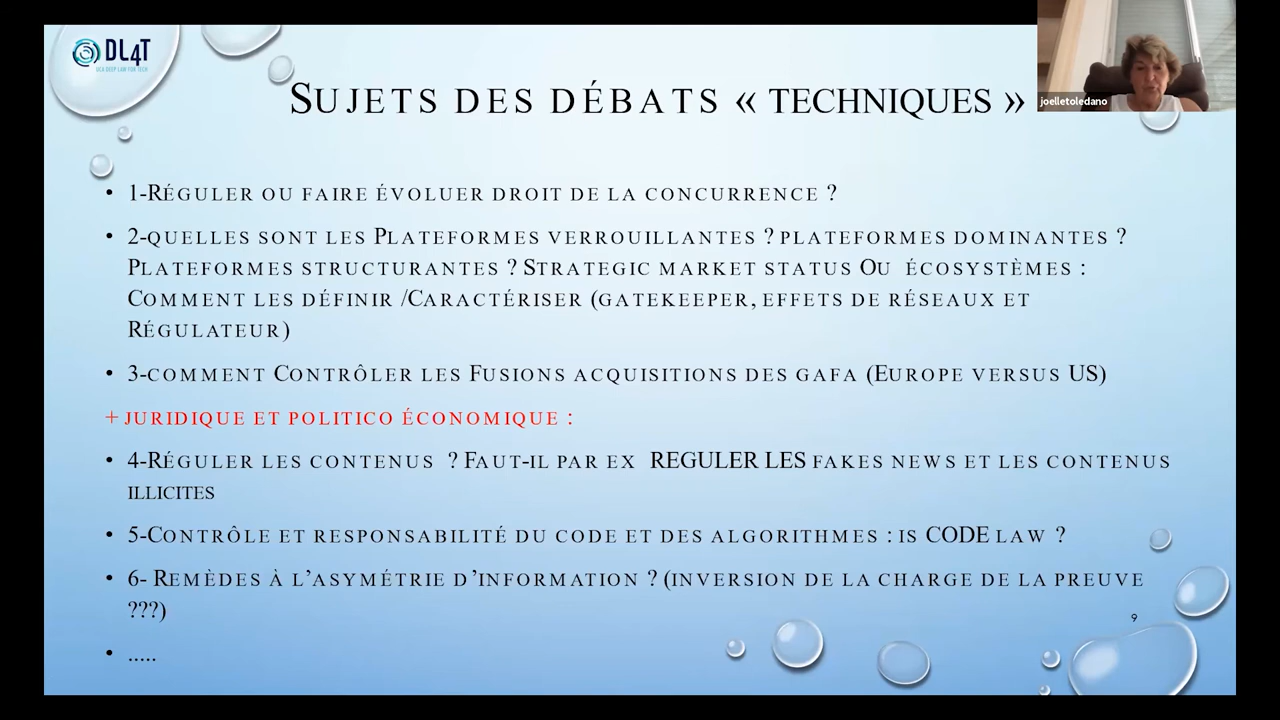 DL4T
UCA DEEP LAW FOR TECH
joelletoledano
SUJETS DES DÉBATS « TECHNIQUES »
• 1-RÉGULER OU FAIRE ÉVOLUER DROIT DE LA CONCURRENCE ?
• 2-QUELLES SONT LES PLATEFORMES VERROUILLANTES ? PLATEFORMES DOMINANTES ?
PLATEFORMES STRUCTURANTES ? STRATEGIC MARKET STATUS OU ÉCOSYSTÈMES :
COMMENT LES DÉFINIR /CARACTÉRISER (GATEKEEPER, EFFETS DE RÉSEAUX ET
RÉGULATEUR)
• 3-COMMENT CONTRÔLER LES FUSIONS ACQUISITIONS DES GAFA (EUROPE VERSUS US)
+ JURIDIQUE ET POLITICO ÉCONOMIQUE :
• 4-RÉGULER LES CONTENUS ? FAUT-IL PAR EX REGULER LES FAKES NEWS ET LES CONTENUS
ILLICITES
• 5-CONTRÔLE ET RESPONSABILITÉ DU CODE ET DES ALGORITHMES : IS CODE LAW ?
• 6- REMÈDES À L'ASYMÉTRIE D'INFORMATION ? (INVERSION DE LA CHARGE DE LA PREUVE
???)
• .....
9